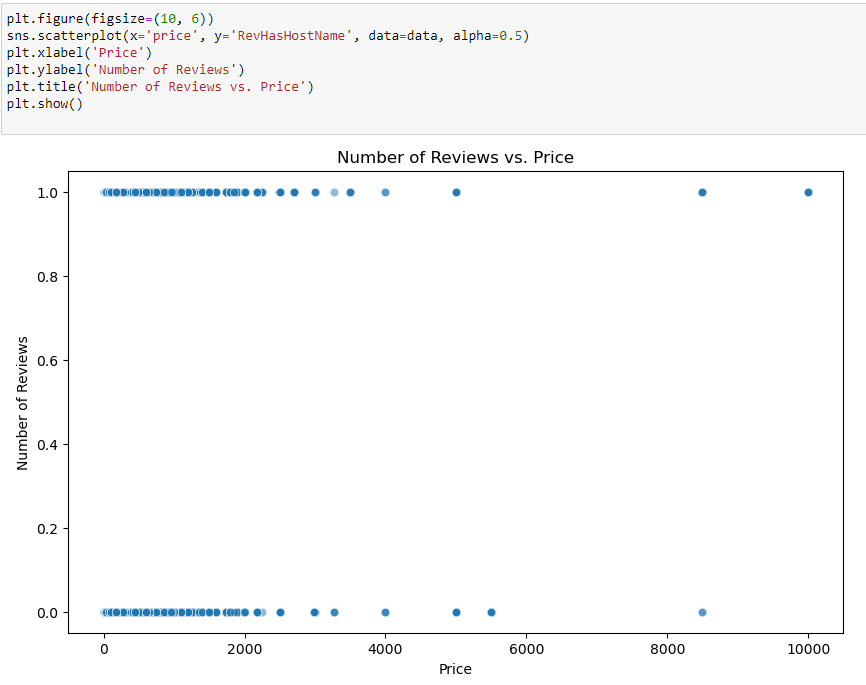 plt.figure(figsize=(10, 6))
sns.scatterplot(x='price', y='RevHasHostName', data=data, alpha=0.5)
plt.xlabel('Price')
plt.ylabel('Number of Reviews')
plt.title('Number of Reviews vs. Price')
plt.show()
Number of Reviews vs. Price
1.0
0.8
0.6
0.4
0.2
0.0
Number of Reviews
0 2000 4000 6000 8000 10000
Price